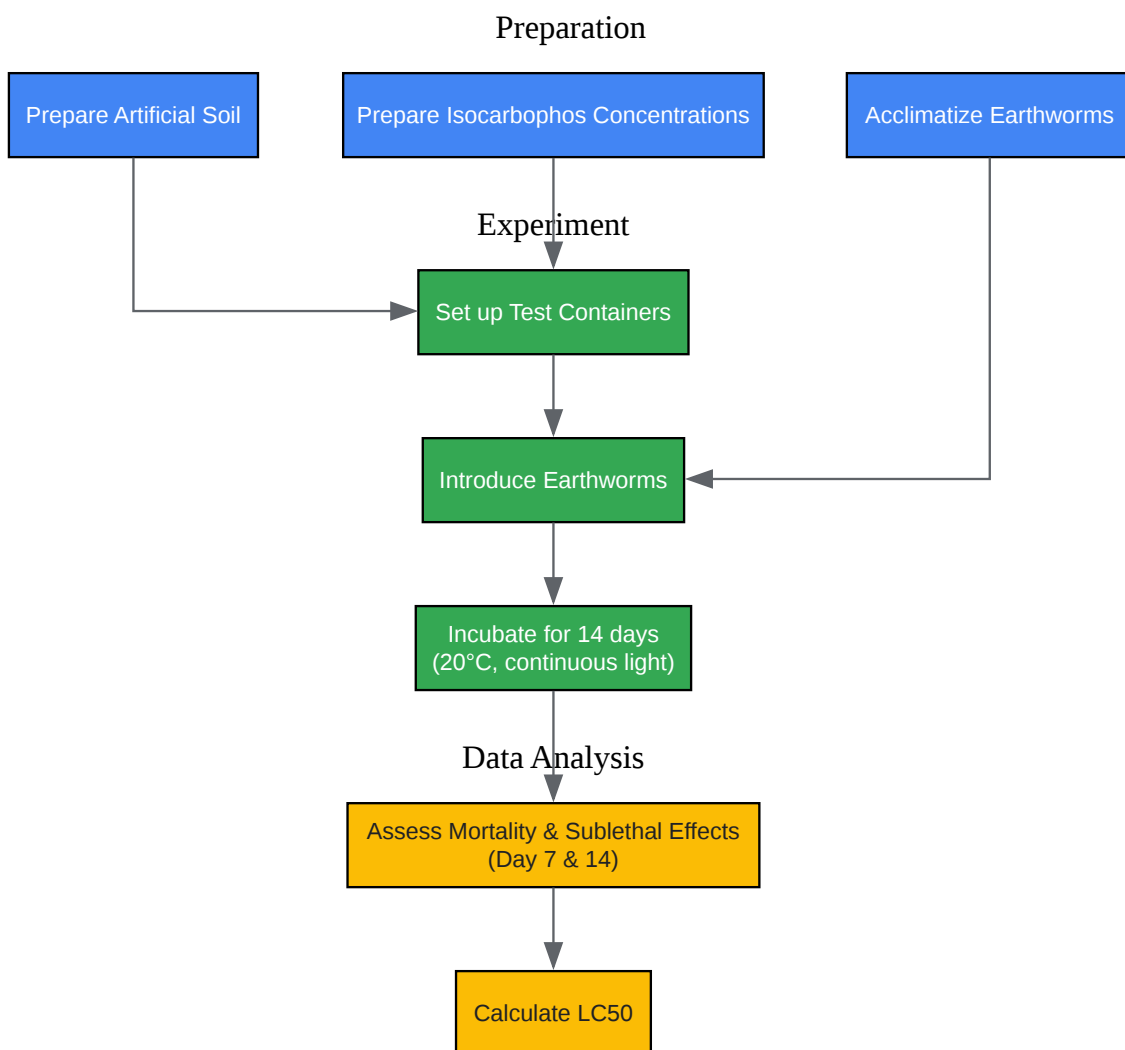 Preparation
Prepare Artificial Soil
Prepare Isocarbophos Concentrations
Acclimatize Earthworms
Experiment
Set up Test Containers
Introduce Earthworms
Incubate for 14 days
(20°C, continuous light)
Data Analysis
Assess Mortality & Sublethal Effects
(Day 7 & 14)
Calculate LC50